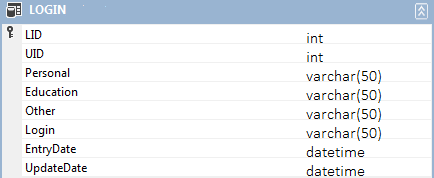 LOGIN
LID int
UID int
Personal varchar(50)
Education varchar(50)
Other varchar(50)
Login varchar(50)
EntryDate datetime
UpdateDate datetime